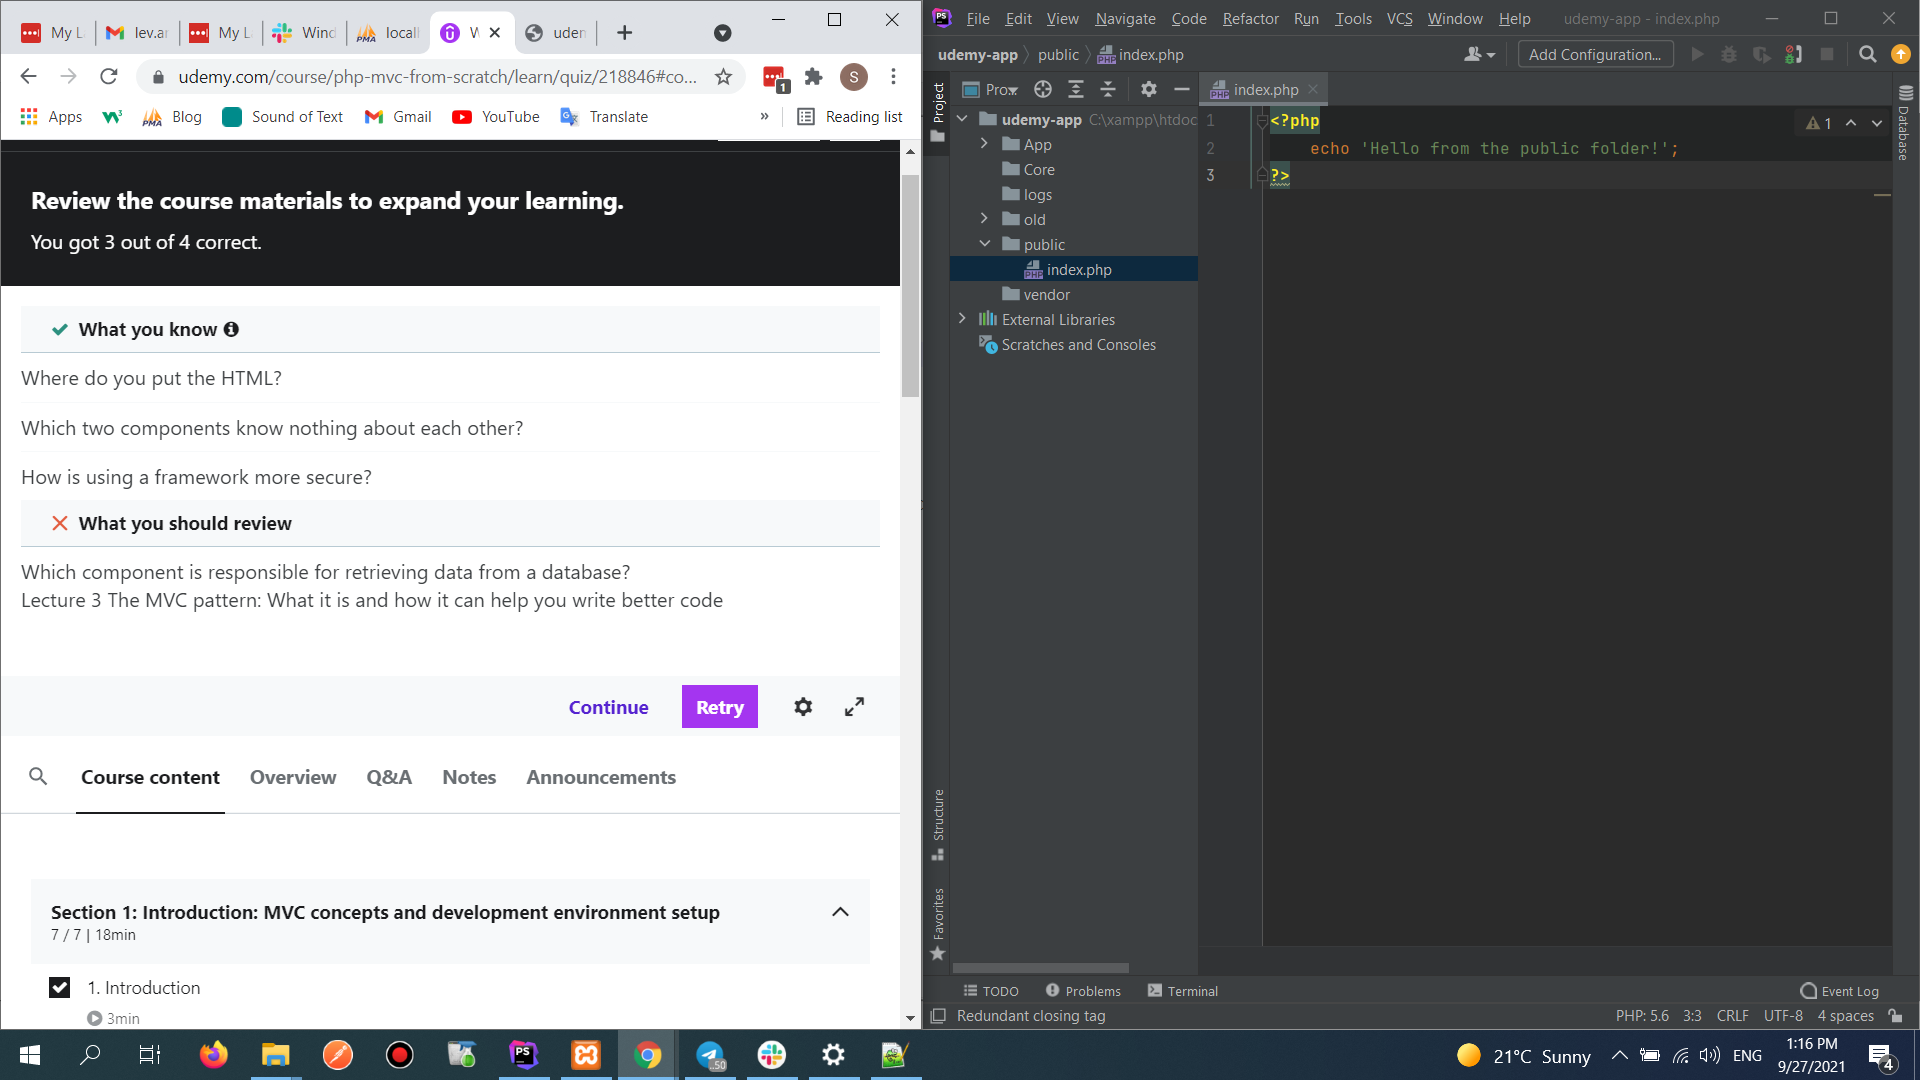 My L
lev.ar
My L
Wind
locall
W
uden
udemy.com/course/php-mvc-from-scratch/learn/quiz/218846#co...
1
S
Apps
Blog
Sound of Text
Gmail
YouTube
Translate
»
Reading list
Review the course materials to expand your learning.
You got 3 out of 4 correct.
What you know
Where do you put the HTML?
Which two components know nothing about each other?
How is using a framework more secure?
What you should review
Which component is responsible for retrieving data from a database?
Lecture 3 The MVC pattern: What it is and how it can help you write better code
Continue
Retry
Course content
Overview
Q&A
Notes
Announcements
Section 1: Introduction: MVC concepts and development environment setup
7 / 7 | 18min
1. Introduction
3min
File Edit View Navigate Code Refactor Run Tools VCS Window Help
udemy-app - index.php
udemy-app
public
index.php
Add Configuration...
Project
Pro
index.php
Database
udemy-app C:\xampp\htdoc
App
Core
logs
old
public
index.php
vendor
External Libraries
Scratches and Consoles
1 <?php
2 echo 'Hello from the public folder!';
3 ?>
1
Structure
Favorites
TODO
Problems
Terminal
Event Log
Redundant closing tag
PHP: 5.6 3:3 CRLF UTF-8 4 spaces
50
21°C Sunny
ENG
1:16 PM
9/27/2021
4